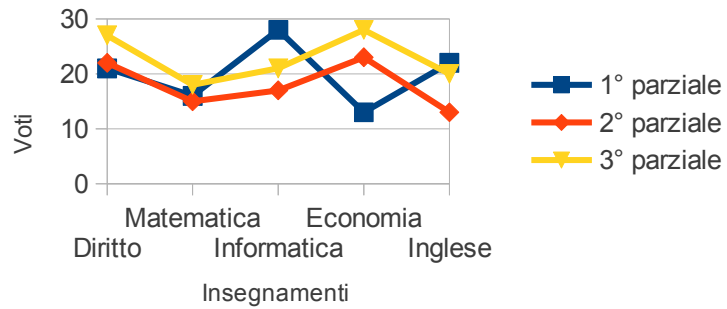 30
20
10
0
Voti
Matematica Economia
Diritto Informatica Inglese
Insegnamenti
1° parziale
2° parziale
3° parziale